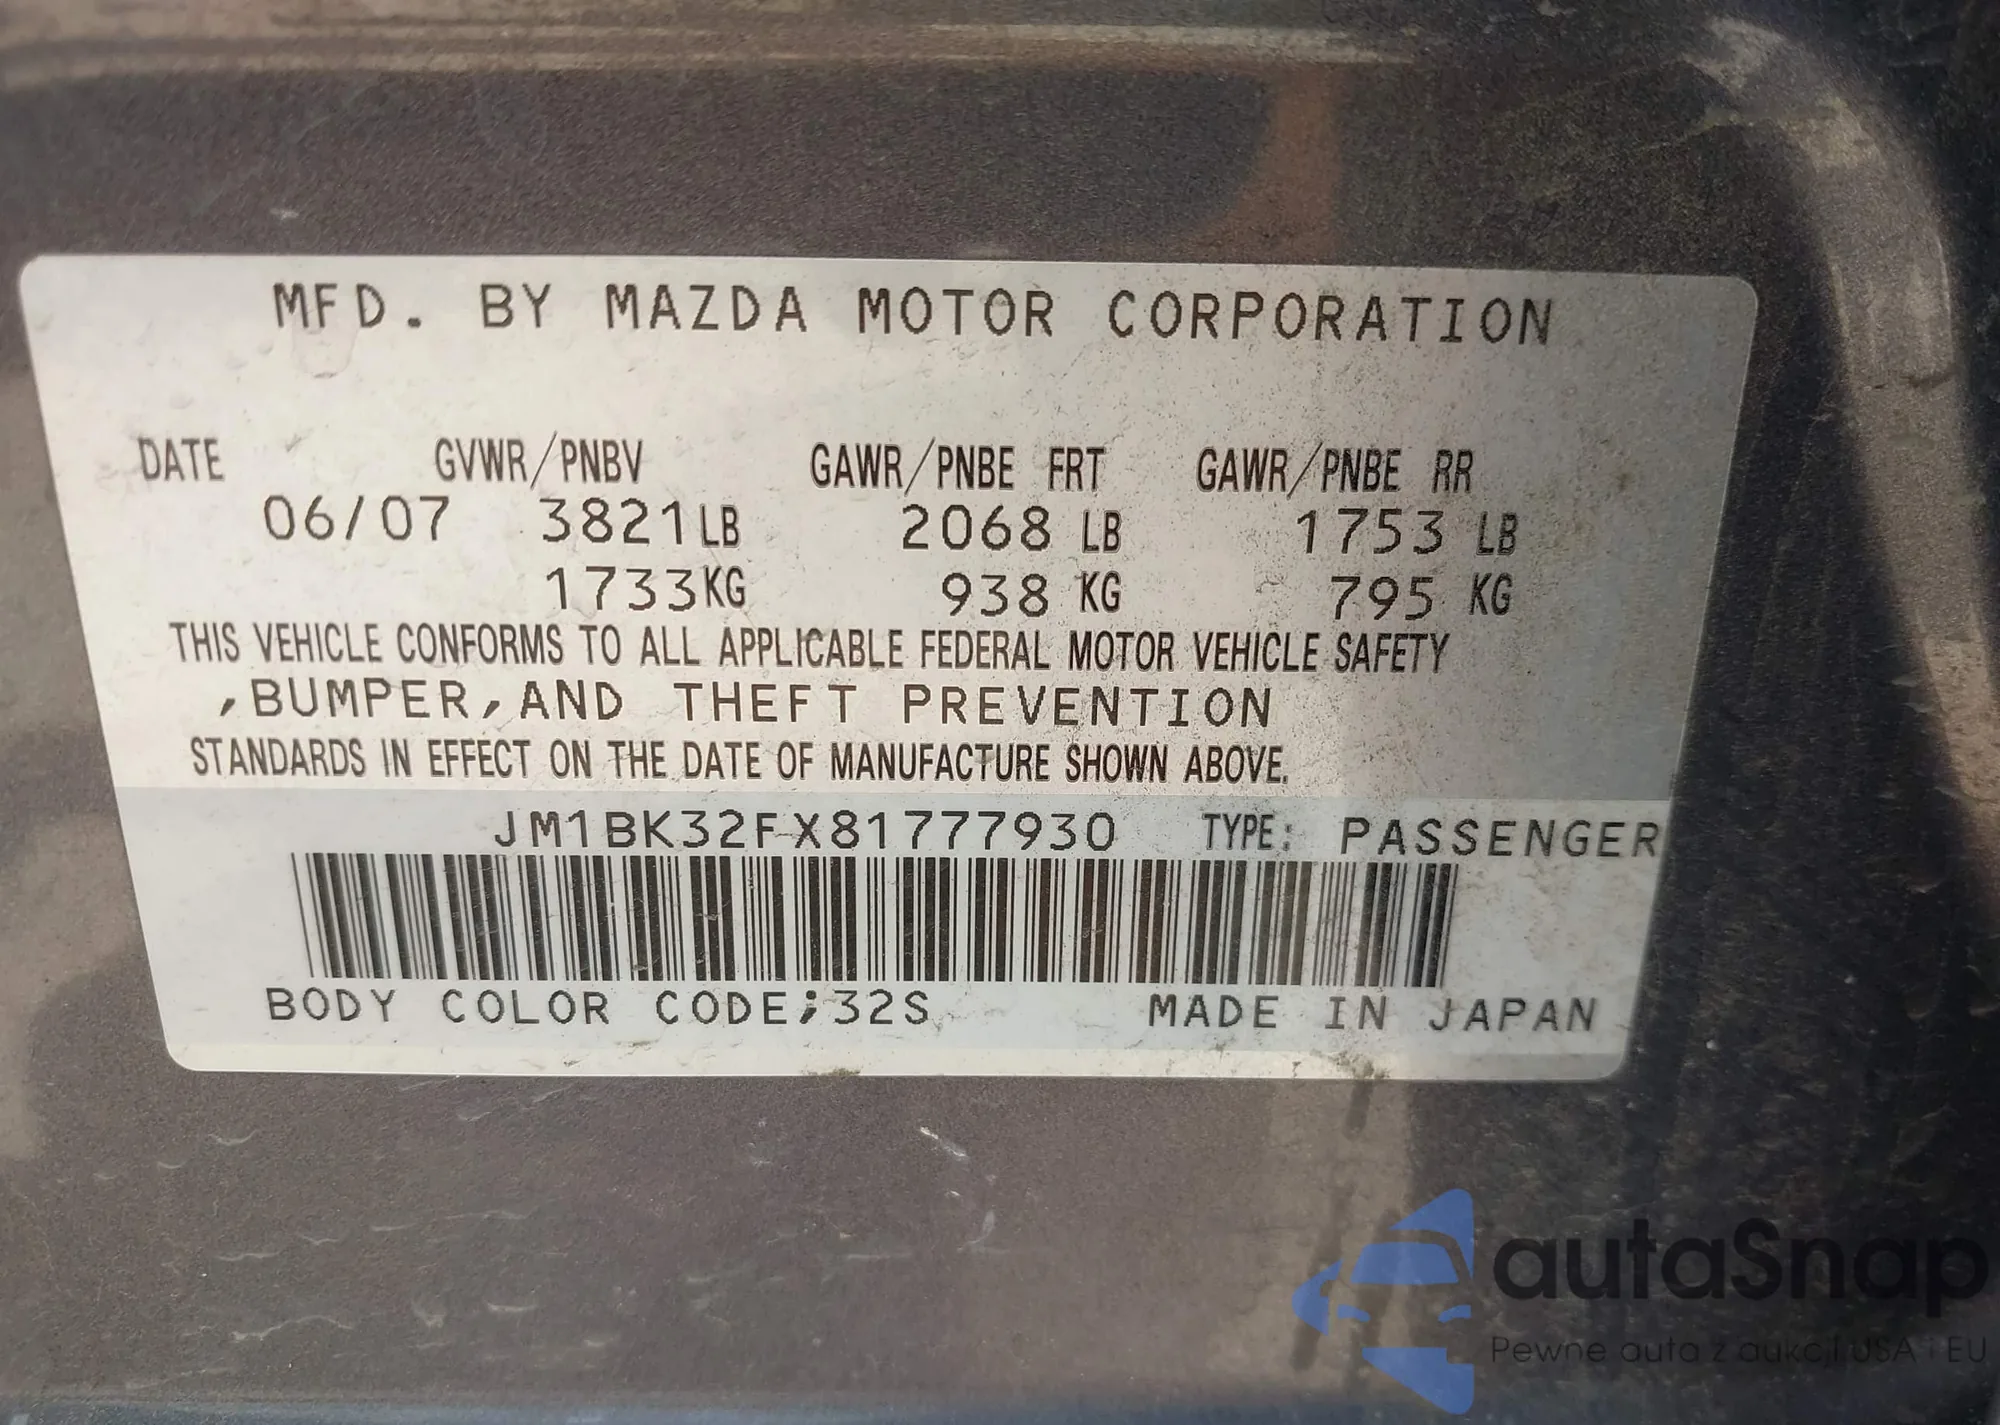 MFD. BY MAZDA MOTOR CORPORATION
DATE GVWR/PNBV GAWR/PNBE FRT GAWR/PNBE RR
06/07 3821LB 2068 LB 1753 LB
1733KG 938 KG 795 KG
THIS VEHICLE CONFORMS TO ALL APPLICABLE FEDERAL MOTOR VEHICLE SAFETY
,BUMPER,AND THEFT PREVENTION
STANDARDS IN EFFECT ON THE DATE OF MANUFACTURE SHOWN ABOVE.
JM1BK32FX81777930 TYPE: PASSENGER
BODY COLOR CODE;32S MADE IN JAPAN
autaSnap
Pewne auta z aukcji USA i EU